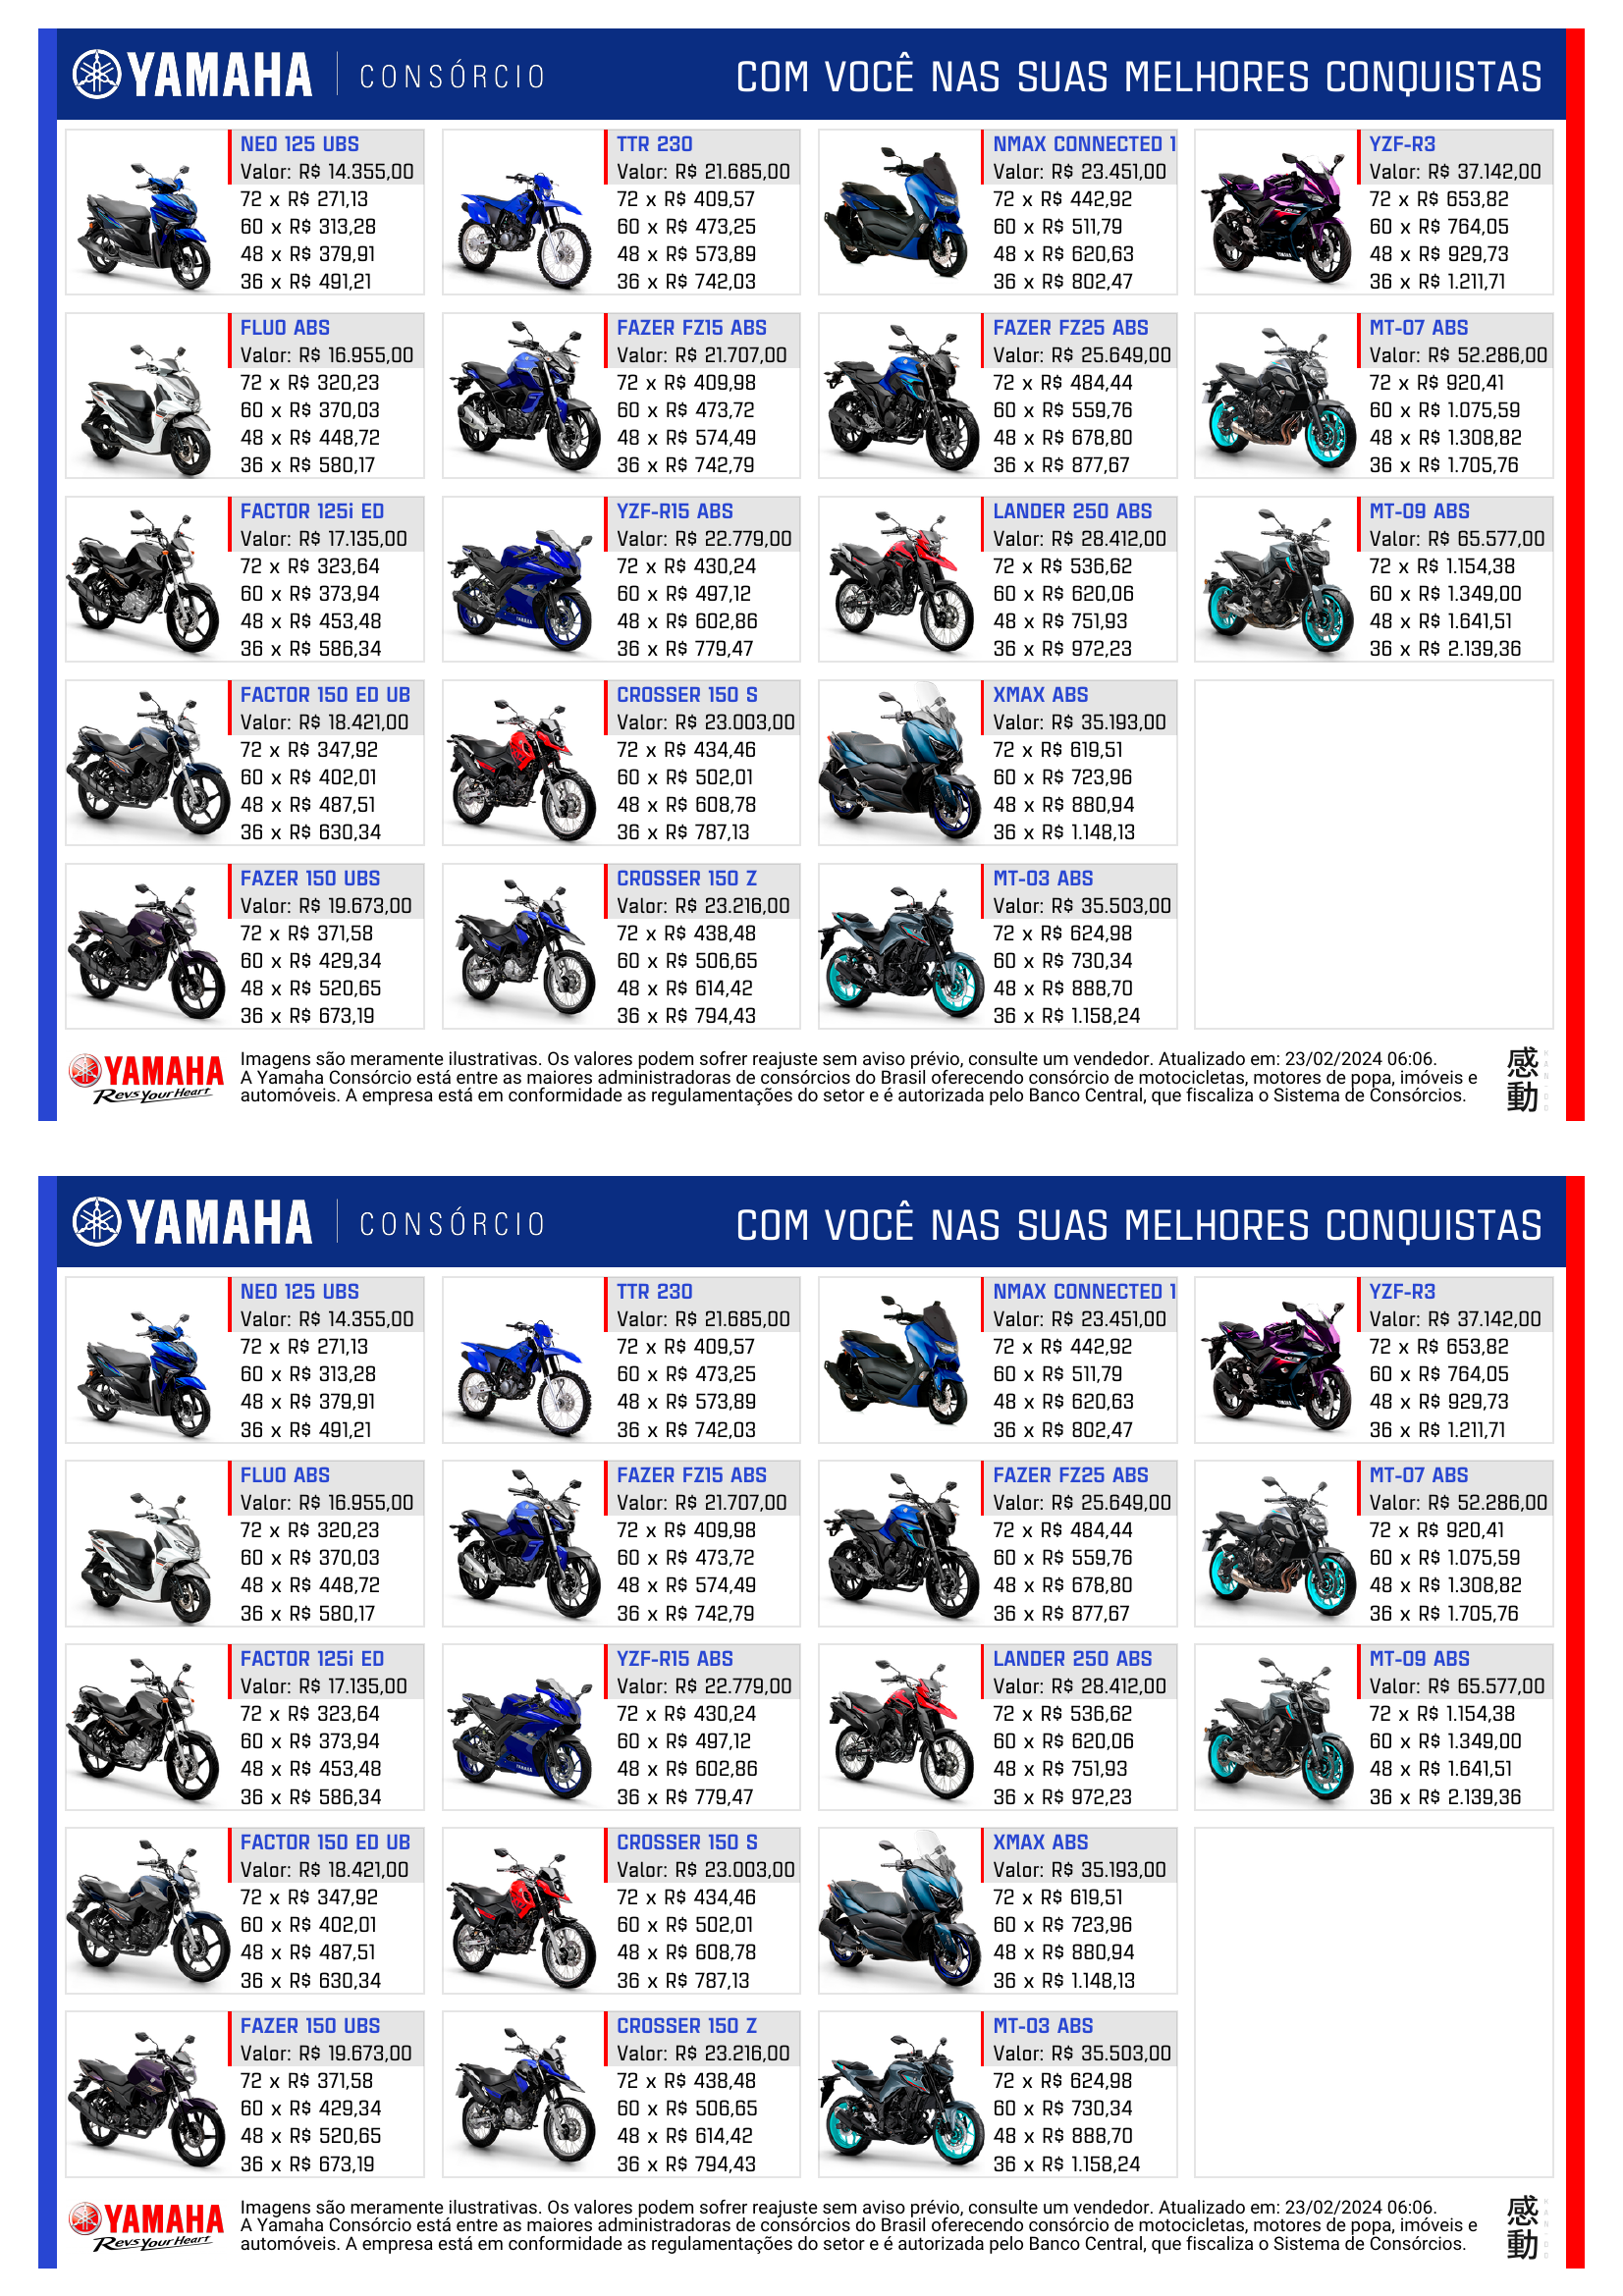 YAMAHA CONSÓRCIO
COM VOCÊ NAS SUAS MELHORES CONQUISTAS
NEO 125 UBS
Valor: R$ 14.355,00
72 x R$ 271,13
60 x R$ 313,28
48 x R$ 379,91
36 x R$ 491,21
TTR 230
Valor: R$ 21.685,00
72 x R$ 409,57
60 x R$ 473,25
48 x R$ 573,89
36 x R$ 742,03
NMAX CONNECTED 1
Valor: R$ 23.451,00
72 x R$ 442,92
60 x R$ 511,79
48 x R$ 620,63
36 x R$ 802,47
YZF-R3
Valor: R$ 37.142,00
72 x R$ 653,82
60 x R$ 764,05
48 x R$ 929,73
36 x R$ 1.211,71
FLUO ABS
Valor: R$ 16.955,00
72 x R$ 320,23
60 x R$ 370,03
48 x R$ 448,72
36 x R$ 580,17
FAZER FZ15 ABS
Valor: R$ 21.707,00
72 x R$ 409,98
60 x R$ 473,72
48 x R$ 574,49
36 x R$ 742,79
FAZER FZ25 ABS
Valor: R$ 25.649,00
72 x R$ 484,44
60 x R$ 559,76
48 x R$ 678,80
36 x R$ 877,67
MT-07 ABS
Valor: R$ 52.286,00
72 x R$ 920,41
60 x R$ 1.075,59
48 x R$ 1.308,82
36 x R$ 1.705,76
FACTOR 125i ED
Valor: R$ 17.135,00
72 x R$ 323,64
60 x R$ 373,94
48 x R$ 453,48
36 x R$ 586,34
YZF-R15 ABS
Valor: R$ 22.779,00
72 x R$ 430,24
60 x R$ 497,12
48 x R$ 602,86
36 x R$ 779,47
LANDER 250 ABS
Valor: R$ 28.412,00
72 x R$ 536,62
60 x R$ 620,06
48 x R$ 751,93
36 x R$ 972,23
MT-09 ABS
Valor: R$ 65.577,00
72 x R$ 1.154,38
60 x R$ 1.349,00
48 x R$ 1.641,51
36 x R$ 2.139,36
FACTOR 150 ED UB
Valor: R$ 18.421,00
72 x R$ 347,92
60 x R$ 402,01
48 x R$ 487,51
36 x R$ 630,34
CROSSER 150 S
Valor: R$ 23.003,00
72 x R$ 434,46
60 x R$ 502,01
48 x R$ 608,78
36 x R$ 787,13
XMAX ABS
Valor: R$ 35.193,00
72 x R$ 619,51
60 x R$ 723,96
48 x R$ 880,94
36 x R$ 1.148,13
FAZER 150 UBS
Valor: R$ 19.673,00
72 x R$ 371,58
60 x R$ 429,34
48 x R$ 520,65
36 x R$ 673,19
CROSSER 150 Z
Valor: R$ 23.216,00
72 x R$ 438,48
60 x R$ 506,65
48 x R$ 614,42
36 x R$ 794,43
MT-03 ABS
Valor: R$ 35.503,00
72 x R$ 624,98
60 x R$ 730,34
48 x R$ 888,70
36 x R$ 1.158,24
YAMAHA
Revs Your Heart
Imagens são meramente ilustrativas. Os valores podem sofrer reajuste sem aviso prévio, consulte um vendedor. Atualizado em: 23/02/2024 06:06.
A Yamaha Consórcio está entre as maiores administradoras de consórcios do Brasil oferecendo consórcio de motocicletas, motores de popa, imóveis e
automóveis. A empresa está em conformidade as regulamentações do setor e é autorizada pelo Banco Central, que fiscaliza o Sistema de Consórcios.
感動
YAMAHA CONSÓRCIO
COM VOCÊ NAS SUAS MELHORES CONQUISTAS
NEO 125 UBS
Valor: R$ 14.355,00
72 x R$ 271,13
60 x R$ 313,28
48 x R$ 379,91
36 x R$ 491,21
TTR 230
Valor: R$ 21.685,00
72 x R$ 409,57
60 x R$ 473,25
48 x R$ 573,89
36 x R$ 742,03
NMAX CONNECTED 1
Valor: R$ 23.451,00
72 x R$ 442,92
60 x R$ 511,79
48 x R$ 620,63
36 x R$ 802,47
YZF-R3
Valor: R$ 37.142,00
72 x R$ 653,82
60 x R$ 764,05
48 x R$ 929,73
36 x R$ 1.211,71
FLUO ABS
Valor: R$ 16.955,00
72 x R$ 320,23
60 x R$ 370,03
48 x R$ 448,72
36 x R$ 580,17
FAZER FZ15 ABS
Valor: R$ 21.707,00
72 x R$ 409,98
60 x R$ 473,72
48 x R$ 574,49
36 x R$ 742,79
FAZER FZ25 ABS
Valor: R$ 25.649,00
72 x R$ 484,44
60 x R$ 559,76
48 x R$ 678,80
36 x R$ 877,67
MT-07 ABS
Valor: R$ 52.286,00
72 x R$ 920,41
60 x R$ 1.075,59
48 x R$ 1.308,82
36 x R$ 1.705,76
FACTOR 125i ED
Valor: R$ 17.135,00
72 x R$ 323,64
60 x R$ 373,94
48 x R$ 453,48
36 x R$ 586,34
YZF-R15 ABS
Valor: R$ 22.779,00
72 x R$ 430,24
60 x R$ 497,12
48 x R$ 602,86
36 x R$ 779,47
LANDER 250 ABS
Valor: R$ 28.412,00
72 x R$ 536,62
60 x R$ 620,06
48 x R$ 751,93
36 x R$ 972,23
MT-09 ABS
Valor: R$ 65.577,00
72 x R$ 1.154,38
60 x R$ 1.349,00
48 x R$ 1.641,51
36 x R$ 2.139,36
FACTOR 150 ED UB
Valor: R$ 18.421,00
72 x R$ 347,92
60 x R$ 402,01
48 x R$ 487,51
36 x R$ 630,34
CROSSER 150 S
Valor: R$ 23.003,00
72 x R$ 434,46
60 x R$ 502,01
48 x R$ 608,78
36 x R$ 787,13
XMAX ABS
Valor: R$ 35.193,00
72 x R$ 619,51
60 x R$ 723,96
48 x R$ 880,94
36 x R$ 1.148,13
FAZER 150 UBS
Valor: R$ 19.673,00
72 x R$ 371,58
60 x R$ 429,34
48 x R$ 520,65
36 x R$ 673,19
CROSSER 150 Z
Valor: R$ 23.216,00
72 x R$ 438,48
60 x R$ 506,65
48 x R$ 614,42
36 x R$ 794,43
MT-03 ABS
Valor: R$ 35.503,00
72 x R$ 624,98
60 x R$ 730,34
48 x R$ 888,70
36 x R$ 1.158,24
YAMAHA
Revs Your Heart
Imagens são meramente ilustrativas. Os valores podem sofrer reajuste sem aviso prévio, consulte um vendedor. Atualizado em: 23/02/2024 06:06.
A Yamaha Consórcio está entre as maiores administradoras de consórcios do Brasil oferecendo consórcio de motocicletas, motores de popa, imóveis e
automóveis. A empresa está em conformidade as regulamentações do setor e é autorizada pelo Banco Central, que fiscaliza o Sistema de Consórcios.
感動